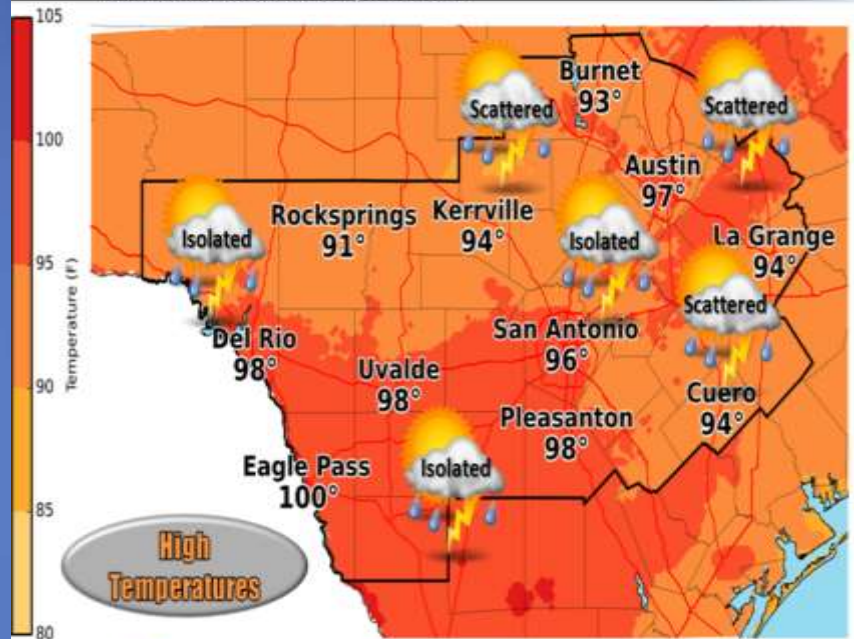 105
100
95
90
85
80
Temperature (F)
Burnet
93°
Scattered
Scattered
Austin
97°
Rocksprings
91°
Kerrville
94°
Isolated
Isolated
La Grange
94°
Scattered
Del Rio
98°
San Antonio
96°
Uvalde
98°
Cuero
94°
Pleasanton
98°
Eagle Pass
100°
Isolated
High
Temperatures